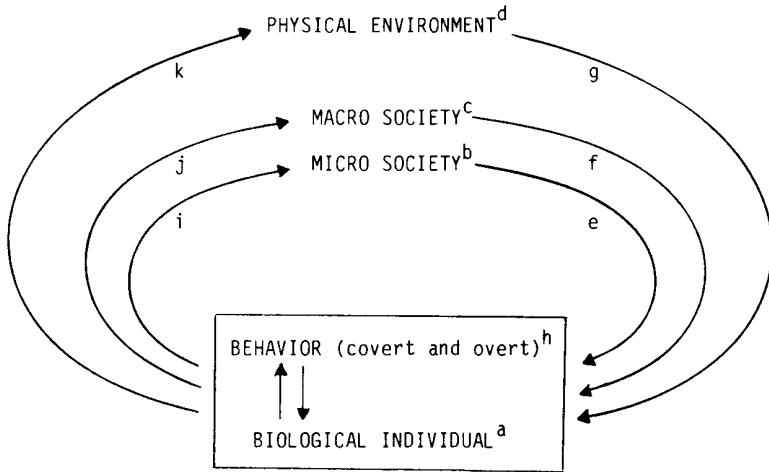 PHYSICAL ENVIRONMENTd
k g
MACRO SOCIETYc
j f
MICRO SOCIETYb
i e
BEHAVIOR (covert and overt)h
BIOLOGICAL INDIVIDUALa